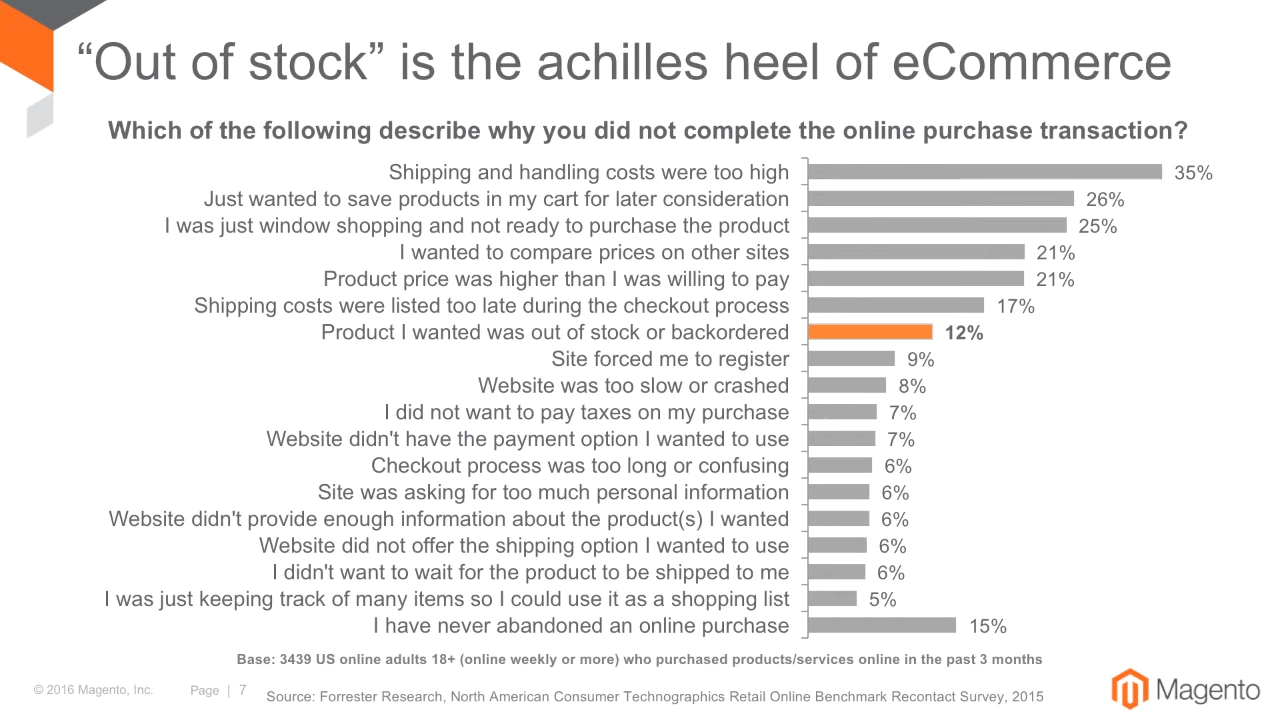 “Out of stock” is the achilles heel of eCommerce
Which of the following describe why you did not complete the online purchase transaction?
Shipping and handling costs were too high 35%
Just wanted to save products in my cart for later consideration 26%
I was just window shopping and not ready to purchase the product 25%
I wanted to compare prices on other sites 21%
Product price was higher than I was willing to pay 21%
Shipping costs were listed too late during the checkout process 17%
Product I wanted was out of stock or backordered 12%
Site forced me to register 9%
Website was too slow or crashed 8%
I did not want to pay taxes on my purchase 7%
Website didn't have the payment option I wanted to use 7%
Checkout process was too long or confusing 6%
Site was asking for too much personal information 6%
Website didn't provide enough information about the product(s) I wanted 6%
Website did not offer the shipping option I wanted to use 6%
I didn't want to wait for the product to be shipped to me 6%
I was just keeping track of many items so I could use it as a shopping list 5%
I have never abandoned an online purchase 15%
Base: 3439 US online adults 18+ (online weekly or more) who purchased products/services online in the past 3 months
© 2016 Magento, Inc. Page | 7
Source: Forrester Research, North American Consumer Technographics Retail Online Benchmark Recontact Survey, 2015
Magento